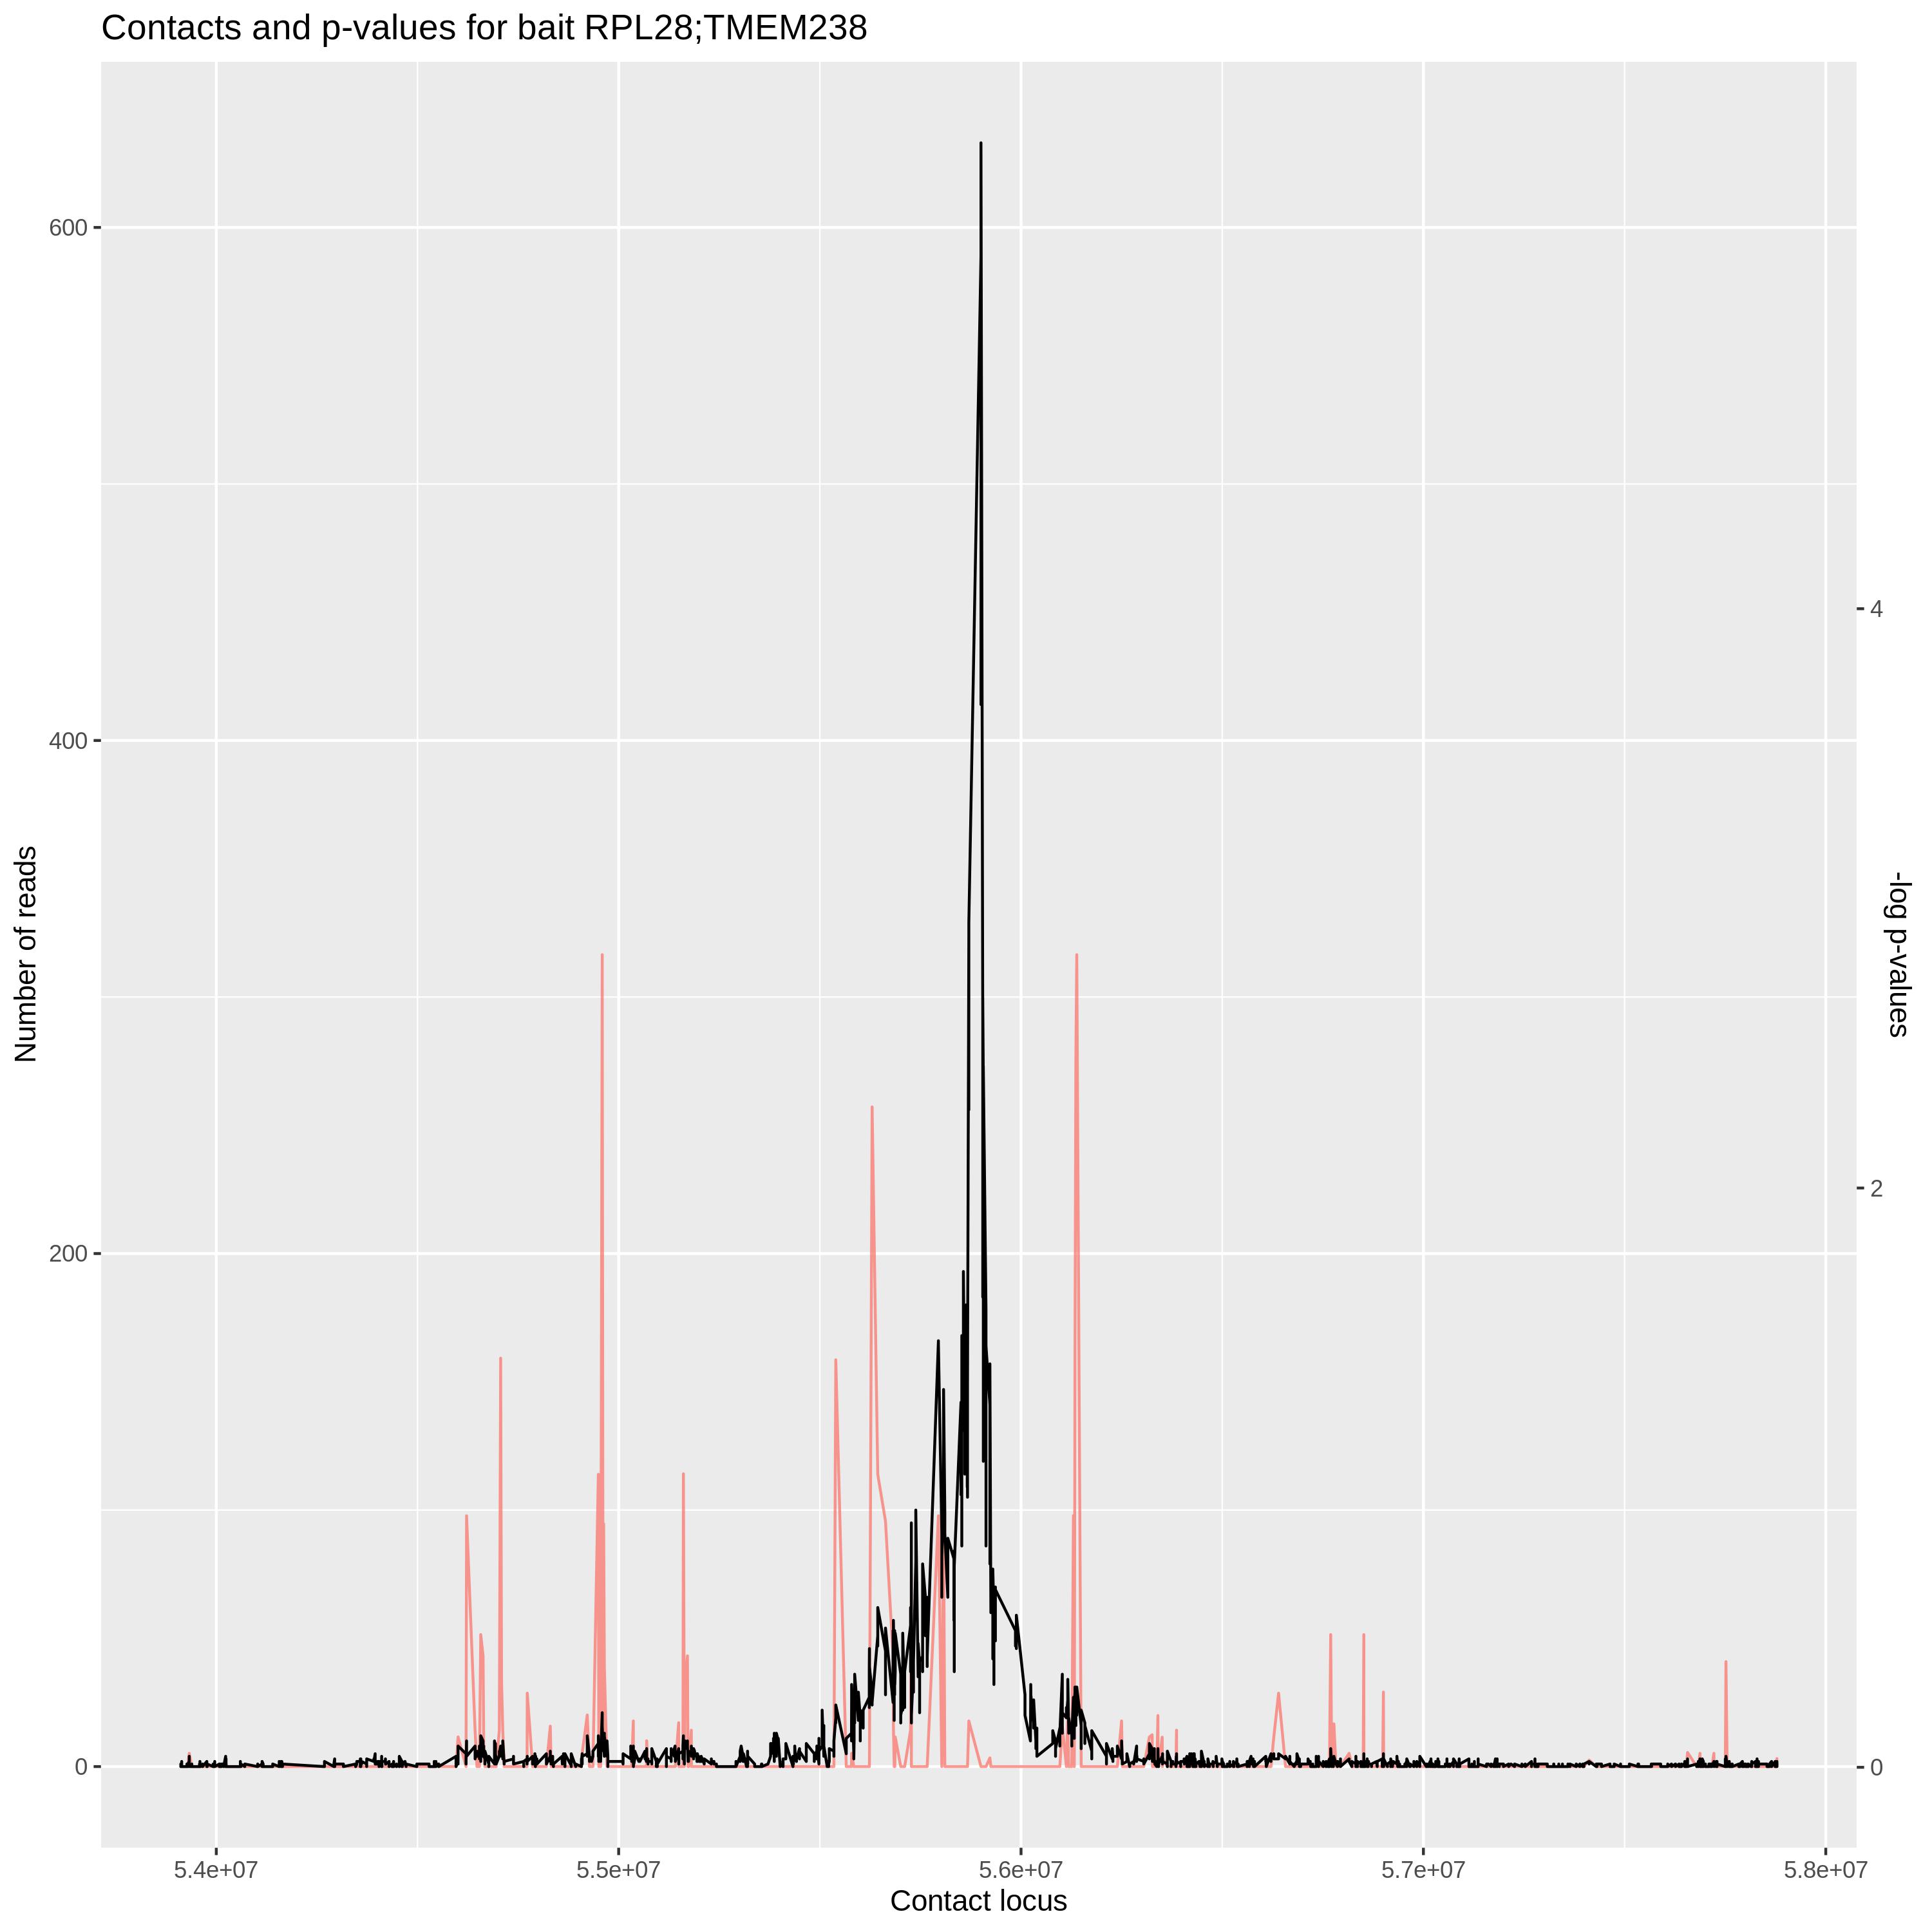 Contacts and p-values for bait RPL28;TMEM238
600
400
200
0
Number of reads
4
2
0
-log p-values
5.4e+07
5.5e+07
5.6e+07
5.7e+07
5.8e+07
Contact locus